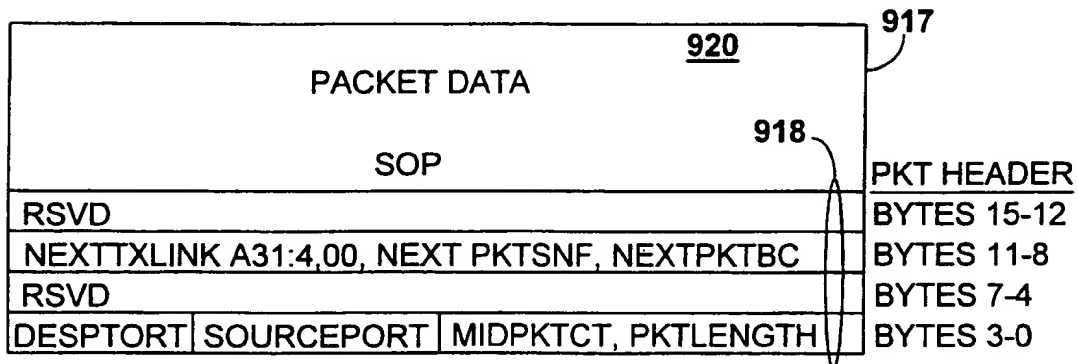 917
920
PACKET DATA
918
SOP
PKT HEADER
RSVD BYTES 15-12
NEXTTXLINK A31:4,00, NEXT PKTSNF, NEXTPKTBC BYTES 11-8
RSVD BYTES 7-4
DESPTORT SOURCEPORT MIDPKTCT, PKTLENGTH BYTES 3-0